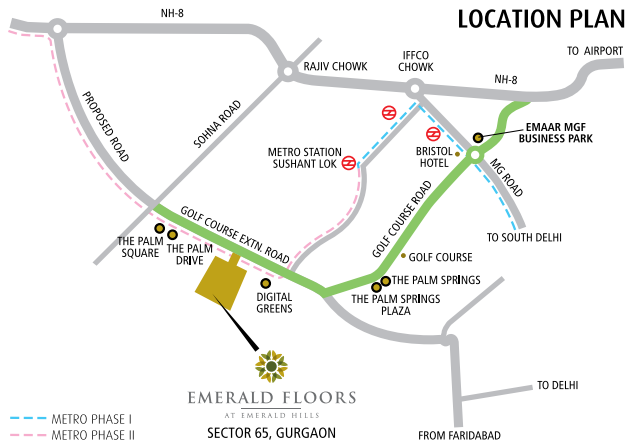 LOCATION PLAN
NH-8
TO AIRPORT
IFFCO
CHOWK
RAJIV CHOWK
NH-8
PROPOSED ROAD
SOHNA ROAD
EMAAR MGF
BUSINESS PARK
METRO STATION
SUSHANT LOK
BRISTOL
HOTEL
MG ROAD
GOLF COURSE EXTN. ROAD
GOLF COURSE ROAD
TO SOUTH DELHI
THE PALM
SQUARE
THE PALM
DRIVE
GOLF COURSE
THE PALM SPRINGS
DIGITAL
GREENS
THE PALM SPRINGS
PLAZA
EMERALD FLOORS
AT EMERALD HILLS
SECTOR 65, GURGAON
TO DELHI
FROM FARIDABAD
METRO PHASE I
METRO PHASE II